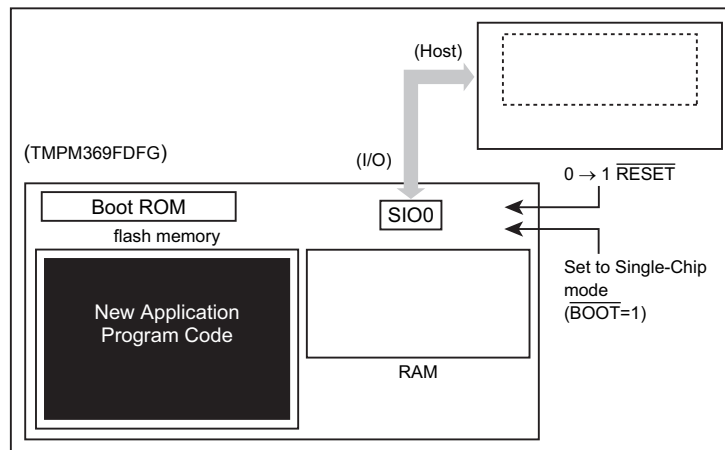 (Host)
(TMPM369FDFG)
(I/O)
0 → 1 RESET
Boot ROM
SIO0
flash memory
Set to Single-Chip
mode
(BOOT=1)
New Application
Program Code
RAM